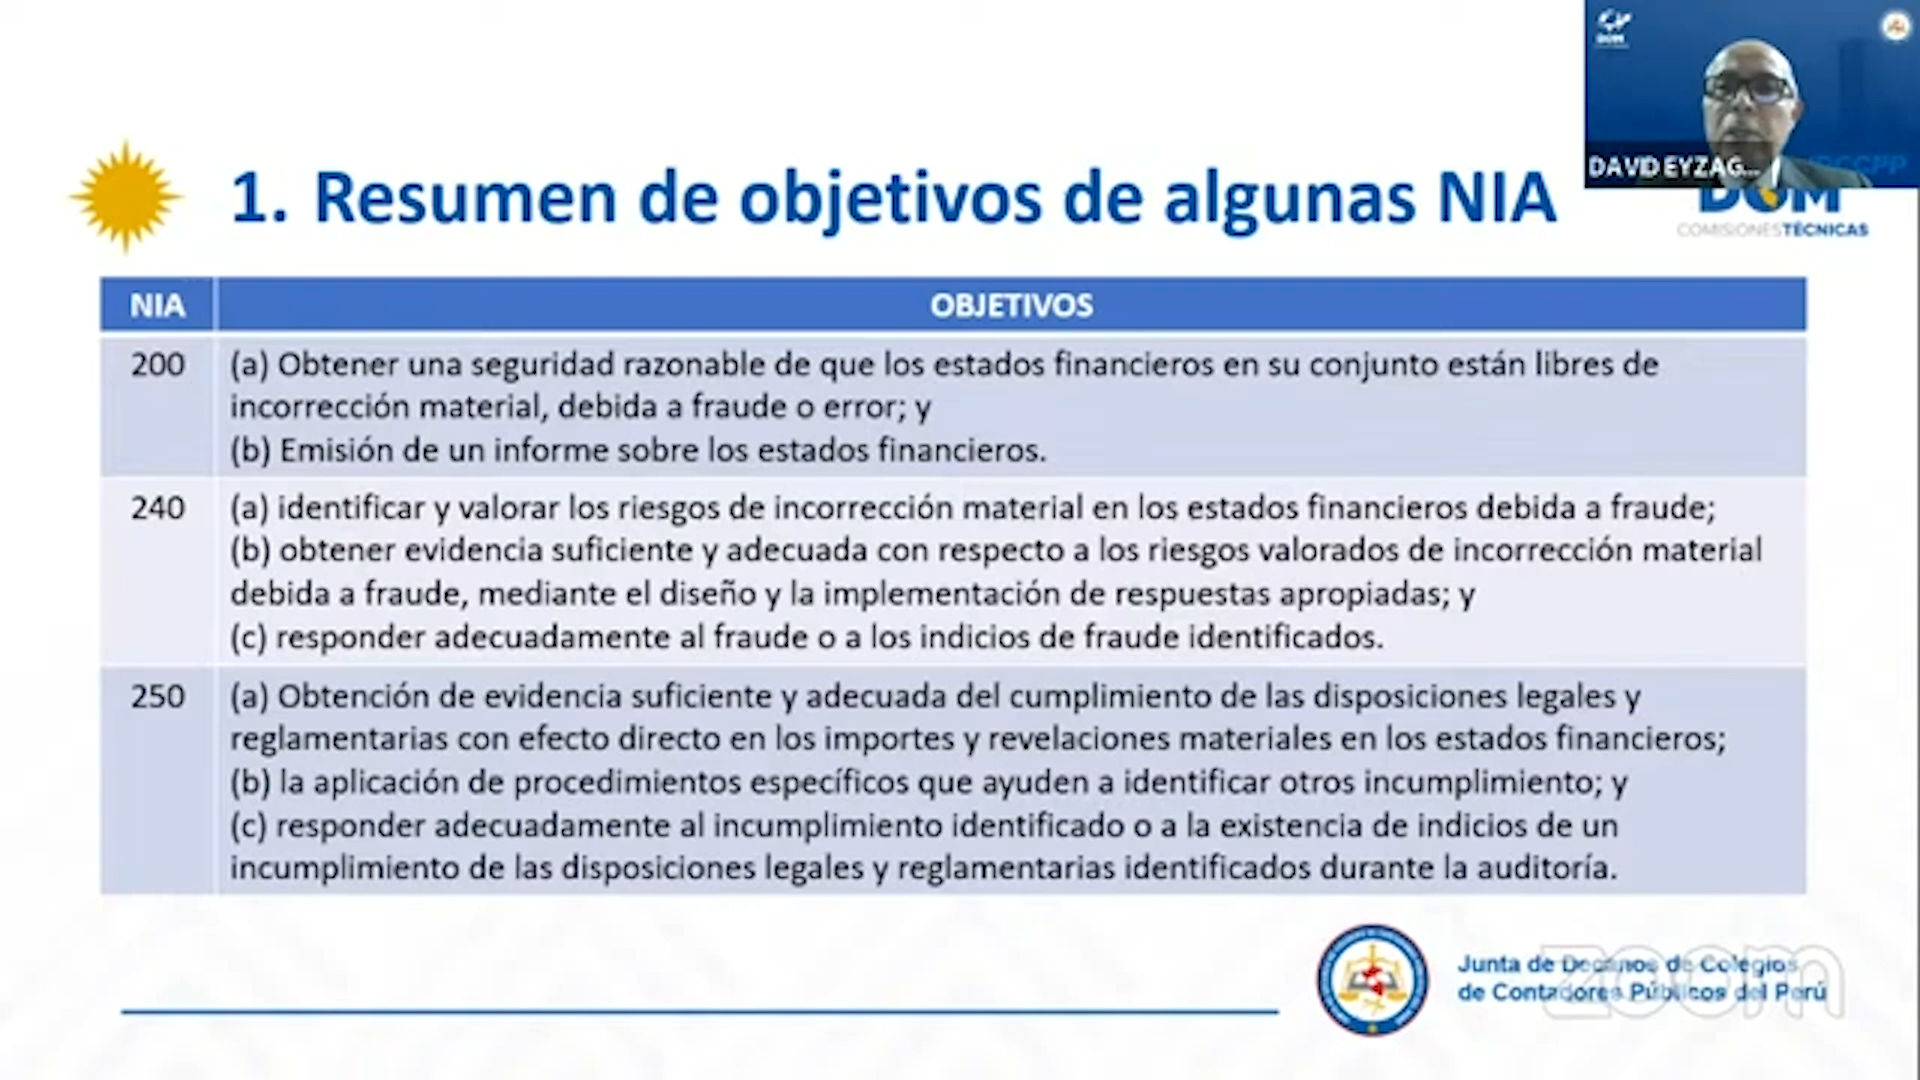 DOM
DAVID EYZAG...
1. Resumen de objetivos de algunas NIA
DOM
COMISIONESTÉCNICAS
NIA
OBJETIVOS
200
(a) Obtener una seguridad razonable de que los estados financieros en su conjunto están libres de
incorrección material, debida a fraude o error; y
(b) Emisión de un informe sobre los estados financieros.
240
(a) identificar y valorar los riesgos de incorrección material en los estados financieros debida a fraude;
(b) obtener evidencia suficiente y adecuada con respecto a los riesgos valorados de incorrección material
debida a fraude, mediante el diseño y la implementación de respuestas apropiadas; y
(c) responder adecuadamente al fraude o a los indicios de fraude identificados.
250
(a) Obtención de evidencia suficiente y adecuada del cumplimiento de las disposiciones legales y
reglamentarias con efecto directo en los importes y revelaciones materiales en los estados financieros;
(b) la aplicación de procedimientos específicos que ayuden a identificar otros incumplimiento; y
(c) responder adecuadamente al incumplimiento identificado o a la existencia de indicios de un
incumplimiento de las disposiciones legales y reglamentarias identificados durante la auditoría.
Junta de Decanos de Colegios
de Contadores Públicos del Perú
zoom